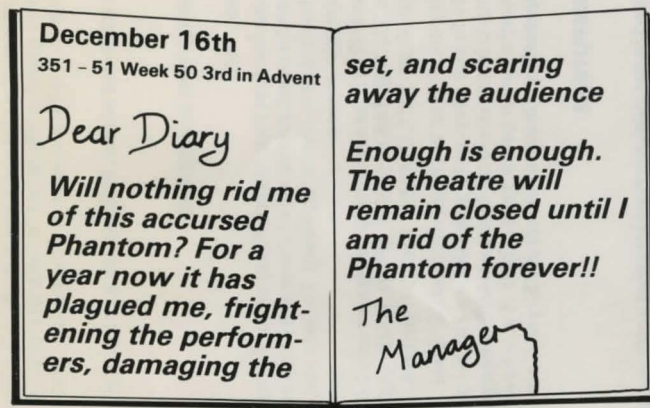 December 16th
351 – 51 Week 50 3rd in Advent
Dear Diary
Will nothing rid me
of this accursed
Phantom? For a
year now it has
plagued me, fright-
ening the perform-
ers, damaging the
set, and scaring
away the audience
Enough is enough.
The theatre will
remain closed until I
am rid of the
Phantom forever!!
The
Manager